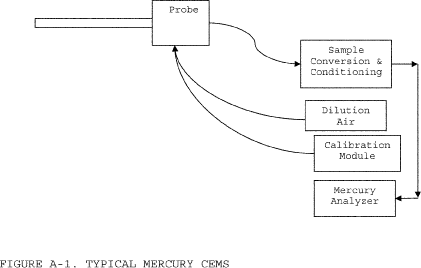 Probe
Sample
Conversion &
Conditioning
Dilution
Air
Calibration
Module
Mercury
Analyzer
FIGURE A-1. TYPICAL MERCURY CEMS